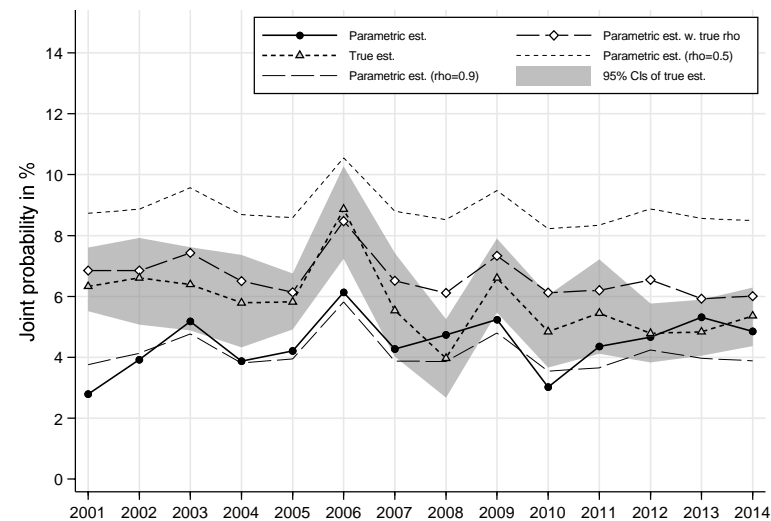 Parametric est.
Parametric est. w. true rho
True est.
Parametric est. (rho=0.5)
Parametric est. (rho=0.9)
95% CIs of true est.
Joint probability in %
14
12
10
8
6
4
2
0
2001 2002 2003 2004 2005 2006 2007 2008 2009 2010 2011 2012 2013 2014